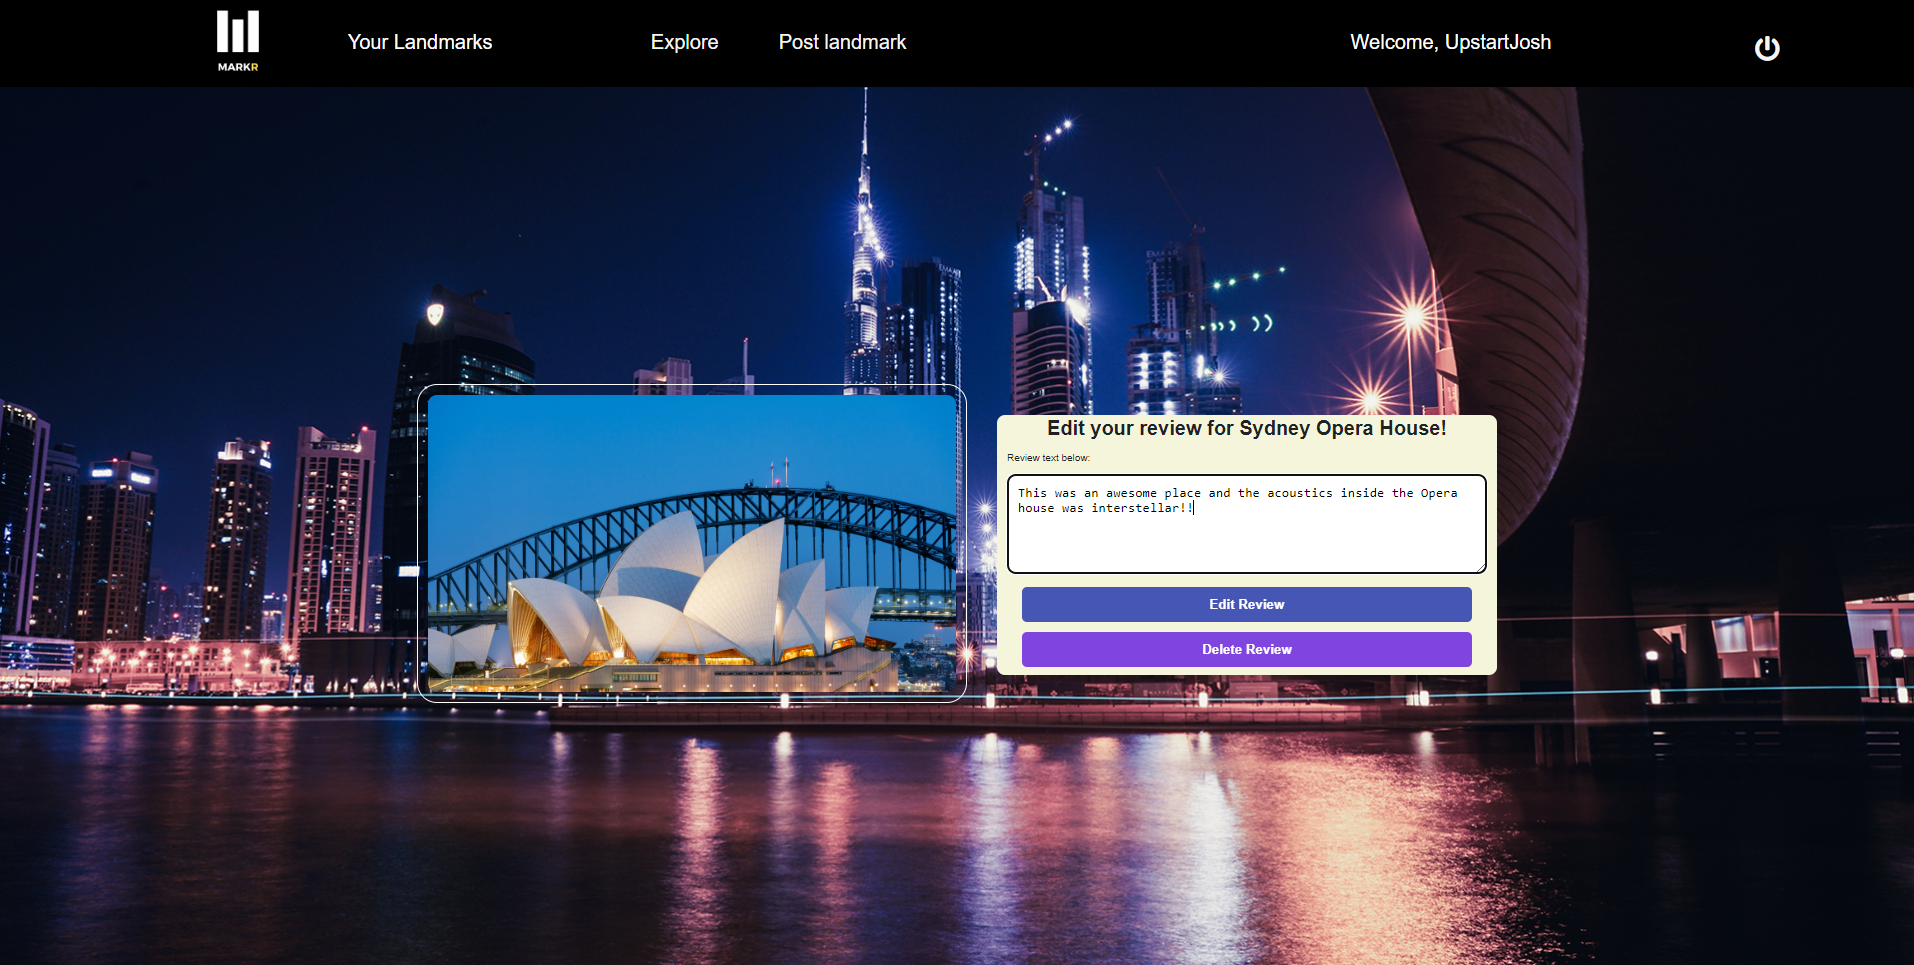 MARKR
Your Landmarks
Explore
Post landmark
Welcome, UpstartJosh
EMAAR
Edit your review for Sydney Opera House!
Review text below:
This was an awesome place and the acoustics inside the Opera
house was interstellar!!
Edit Review
Delete Review